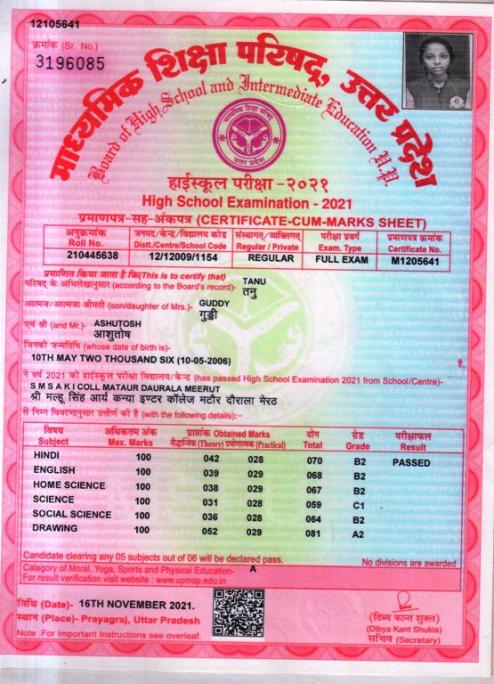 12105641
क्रमांक (Sr. No.)
3196085
माध्यमिक शिक्षा परिषद्, उत्तर प्रदेश
Board of High School and Intermediate Education U.P.
हाईस्कूल परीक्षा - २०२१
High School Examination - 2021
प्रमाणपत्र-सह-अंकपत्र (CERTIFICATE-CUM-MARKS SHEET)
अनुक्रमांक जनपद/केन्द्र/विद्यालय कोड संस्थागत/व्यक्तिगत परीक्षा प्रवर्ग प्रमाणपत्र क्रमांक
Roll No. Distt./Centre/School Code Regular / Private Exam. Type Certificate No.
210445638 12/12009/1154 REGULAR FULL EXAM M1205641
प्रमाणित किया जाता है कि(This is to certify that)
परिषद् के अभिलेखानुसार (according to the Board's record)- TANU
तनु
आत्मज/आत्मजा श्रीमती (son/daughter of Mrs.)- GUDDY
गुड्डी
एवं श्री (and Mr.)- ASHUTOSH
आशुतोष
जिनकी जन्मतिथि (whose date of birth is)-
10TH MAY TWO THOUSAND SIX (10-05-2006) है,
ने वर्ष 2021 की हाईस्कूल परीक्षा विद्यालय/केन्द्र (has passed High School Examination 2021 from School/Centre)-
S M S A K I COLL MATAUR DAURALA MEERUT
श्री मल्हू सिंह आर्य कन्या इण्टर कॉलेज मटौर दौराला मेरठ
से निम्न विवरणानुसार उत्तीर्ण की है (with the following details):-
विषय अधिकतम अंक प्राप्तांक Obtained Marks योग ग्रेड परीक्षाफल
Subject Max. Marks सैद्धान्तिक (Theory) प्रयोगात्मक (Practical) Total Grade Result
HINDI 100 042 028 070 B2 PASSED
ENGLISH 100 039 029 068 B2
HOME SCIENCE 100 038 029 067 B2
SCIENCE 100 031 028 059 C1
SOCIAL SCIENCE 100 036 028 064 B2
DRAWING 100 052 029 081 A2
Candidate clearing any 05 subjects out of 06 will be declared pass. No divisions are awarded
Category of Moral, Yoga, Sports and Physical Education- A
For result verification visit website : www.upmsp.edu.in
तिथि (Date)- 16TH NOVEMBER 2021.
स्थान (Place)- Prayagraj, Uttar Pradesh
Note :For Important Instructions see overleaf.
(दिव्य कान्त शुक्ल)
(Dibya Kant Shukla)
सचिव (Secretary)